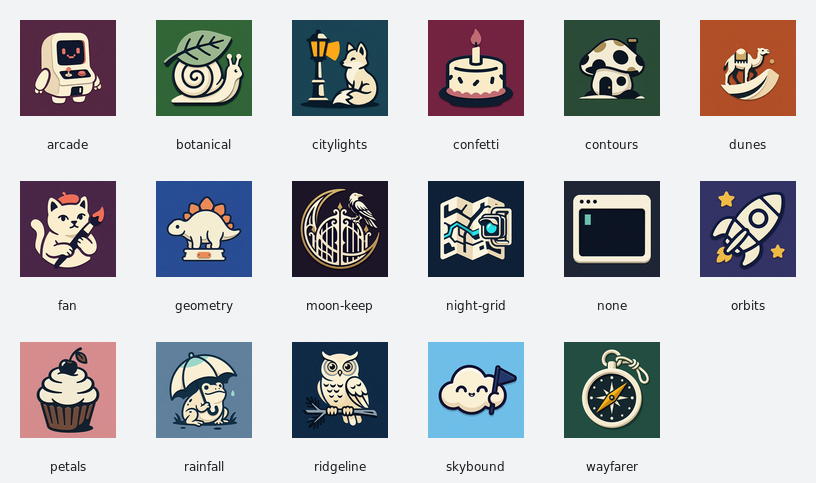 arcade
botanical
citylights
confetti
contours
dunes
fan
geometry
moon-keep
night-grid
none
orbits
petals
rainfall
ridgeline
skybound
wayfarer